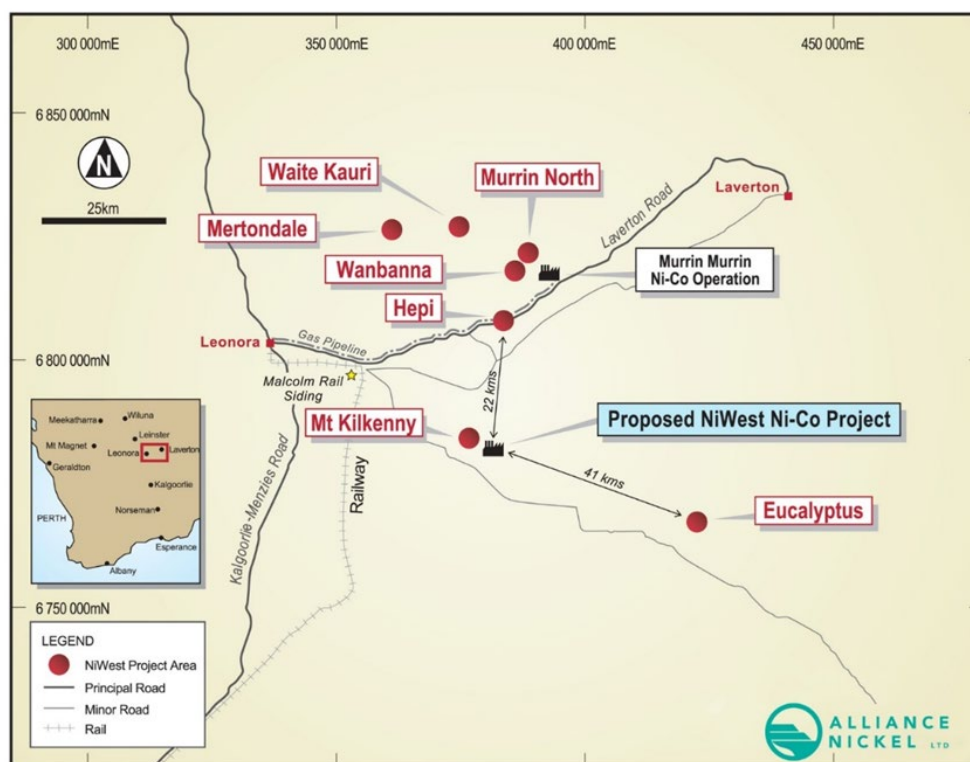 300 000mE
350 000mE
400 000mE
450 000mE
6 850 000mN
N
25km
Waite Kauri
Murrin North
Laverton
Mertondale
Laverton Road
Wanbanna
Murrin Murrin
Ni-Co Operation
Hepi
Leonora
Gas Pipeline
6 800 000mN
Malcolm Rail
Siding
22 kms
Mt Kilkenny
Proposed NiWest Ni-Co Project
Kalgoorlie-Menzies Road
Railway
41 kms
Eucalyptus
Meekatharra
Wiluna
Leinster
Mt Magnet
Leonora
Laverton
Geraldton
Kalgoorlie
PERTH
Norseman
Esperance
Albany
6 750 000mN
LEGEND
NiWest Project Area
Principal Road
Minor Road
Rail
ALLIANCE
NICKEL LTD